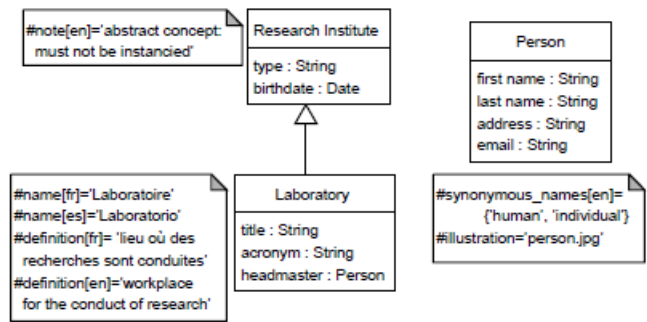 #note[en]='abstract concept:
must not be instancied'
Research Institute
type : String
birthdate : Date
Person
first name : String
last name : String
address : String
email : String
#name[fr]='Laboratoire'
#name[es]='Laboratorio'
#definition[fr]= 'lieu où des
recherches sont conduites'
#definition[en]='workplace
for the conduct of research'
Laboratory
title : String
acronym : String
headmaster : Person
#synonymous_names[en]=
{'human', 'individual'}
#illustration='person.jpg'